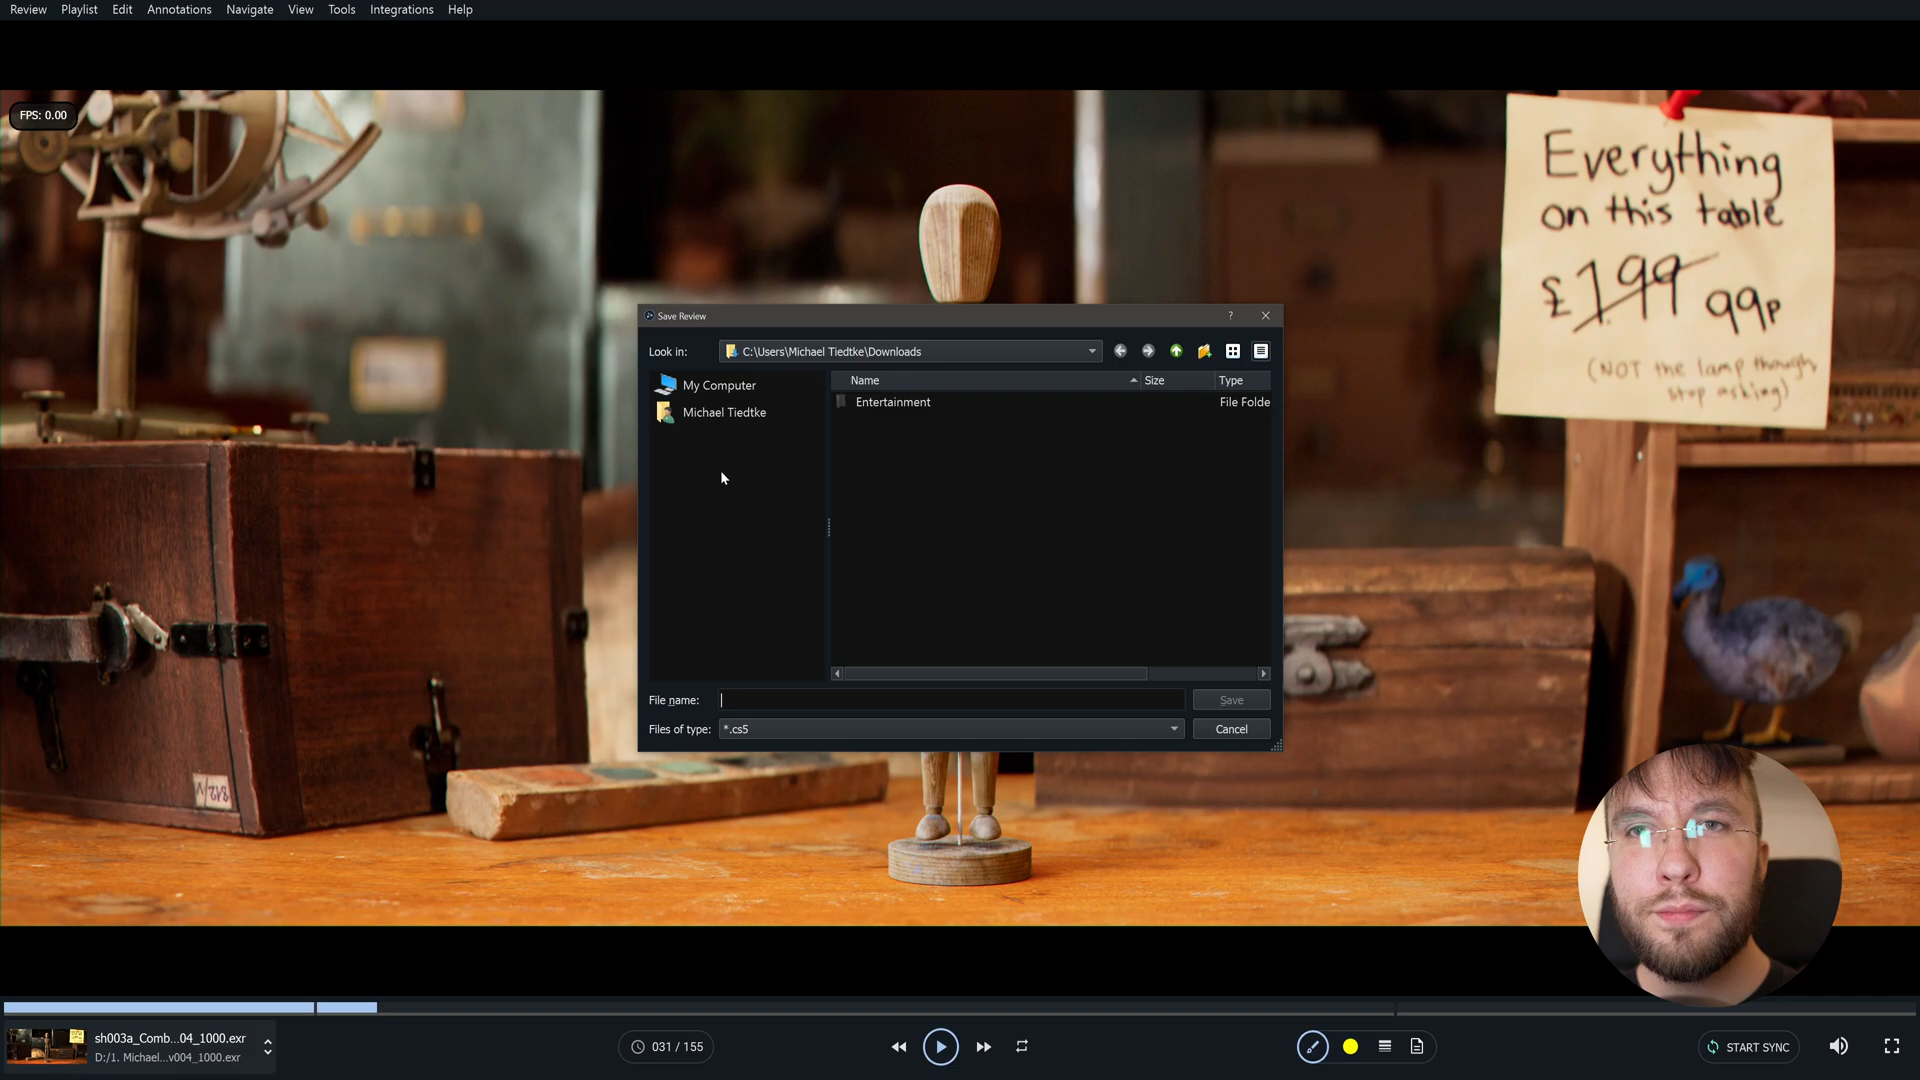 Review Playlist Edit Annotations Navigate View Tools Integrations Help
FPS: 0.00
Everything
on this table
£1.99 99p
(NOT the lamp though,
stop asking)
Save Review
?
Look in: C:\Users\Michael Tiedtke\Downloads
My Computer
Michael Tiedtke
Name Size Type
Entertainment File Folde
File name: Save
Files of type: *.cs5 Cancel
sh003a_Comb...04_1000.exr
D:/1. Michael...v004_1000.exr
031 / 155
START SYNC